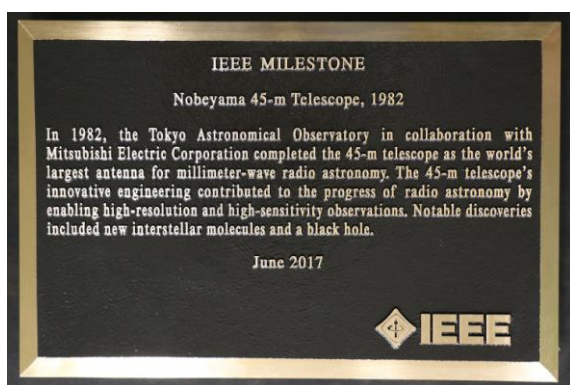 IEEE MILESTONE
Nobeyama 45-m Telescope, 1982
In 1982, the Tokyo Astronomical Observatory in collaboration with
Mitsubishi Electric Corporation completed the 45-m telescope as the world's
largest antenna for millimeter-wave radio astronomy. The 45-m telescope's
innovative engineering contributed to the progress of radio astronomy by
enabling high-resolution and high-sensitivity observations. Notable discoveries
included new interstellar molecules and a black hole.
June 2017
IEEE